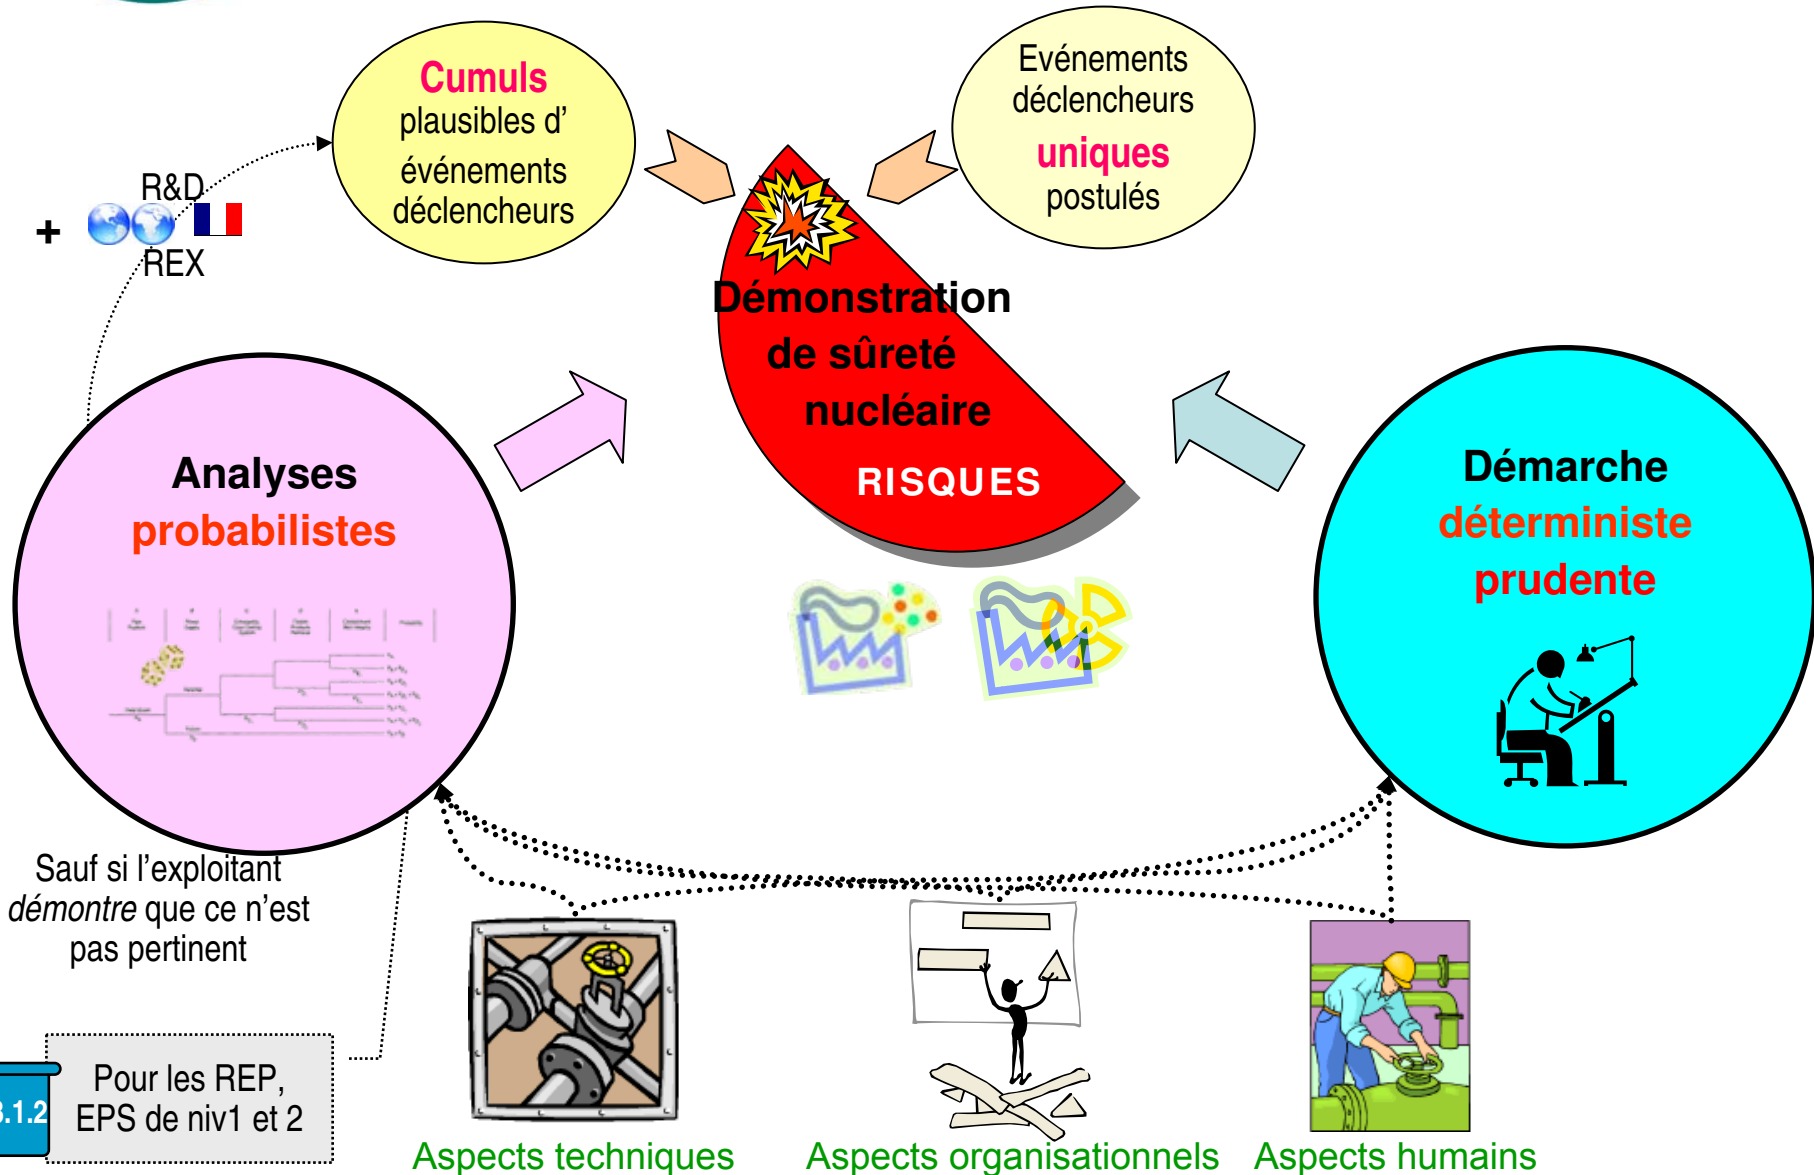 Cumuls
plausibles d'
événements
déclencheurs
Evénements
déclencheurs
uniques
postulés
R&D
+
REX
Démonstration
de sûreté
nucléaire
RISQUES
Analyses
probabilistes
Démarche
déterministe
prudente
Sauf si l'exploitant
démontre que ce n'est
pas pertinent
Pour les REP,
EPS de niv1 et 2
3.1.2
Aspects techniques
Aspects organisationnels
Aspects humains